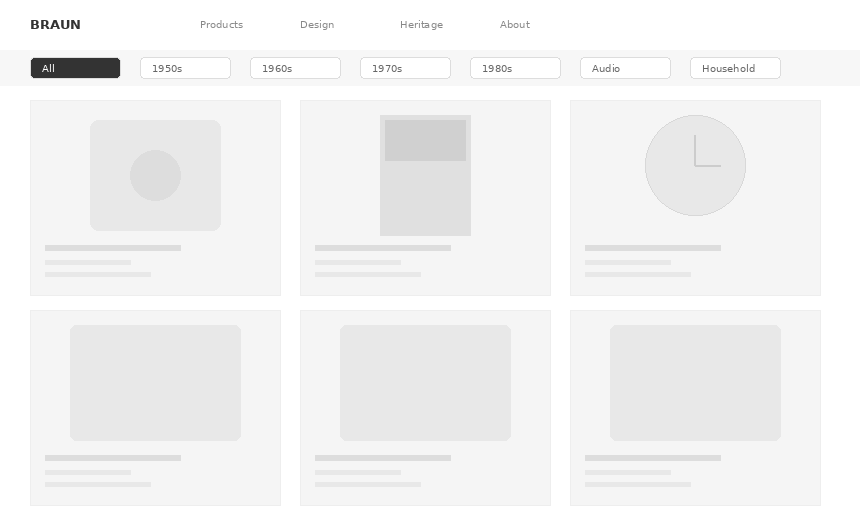 BRAUN Products Design Heritage About
All 1950s 1960s 1970s 1980s Audio Household